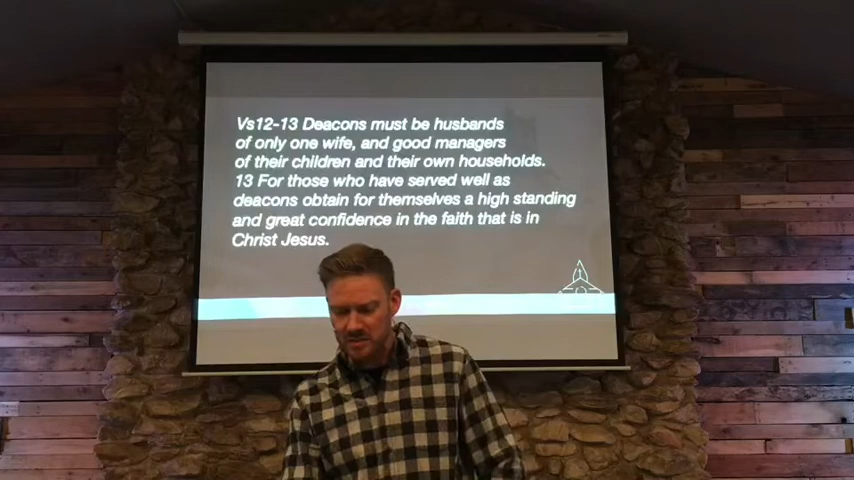 Vs12-13 Deacons must be husbands
of only one wife, and good managers
of their children and their own households.
13 For those who have served well as
deacons obtain for themselves a high standing
and great confidence in the faith that is in
Christ Jesus.